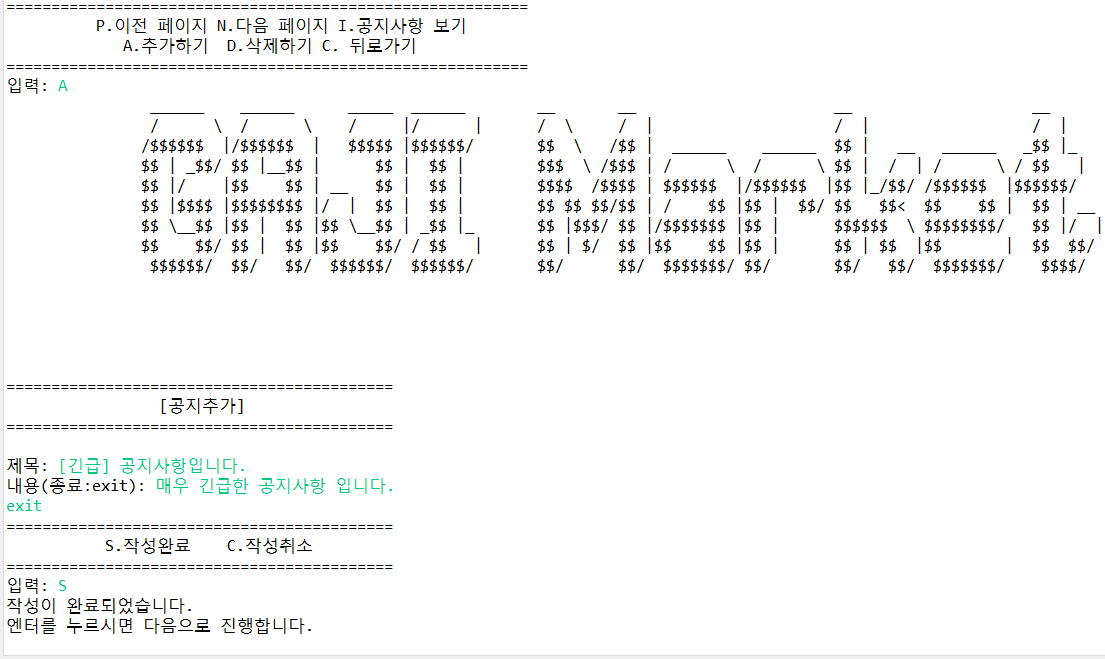 =====================================================
P.이전 페이지 N.다음 페이지 I.공지사항 보기
A.추가하기  D.삭제하기 C. 뒤로가기
=====================================================
입력: A
GAJI Market.
===========================================
[공지추가]
===========================================
제목: [긴급] 공지사항입니다.
내용(종료:exit): 매우 긴급한 공지사항 입니다.
exit
===========================================
S.작성완료    C.작성취소
===========================================
입력: S
작성이 완료되었습니다.
엔터를 누르시면 다음으로 진행합니다.